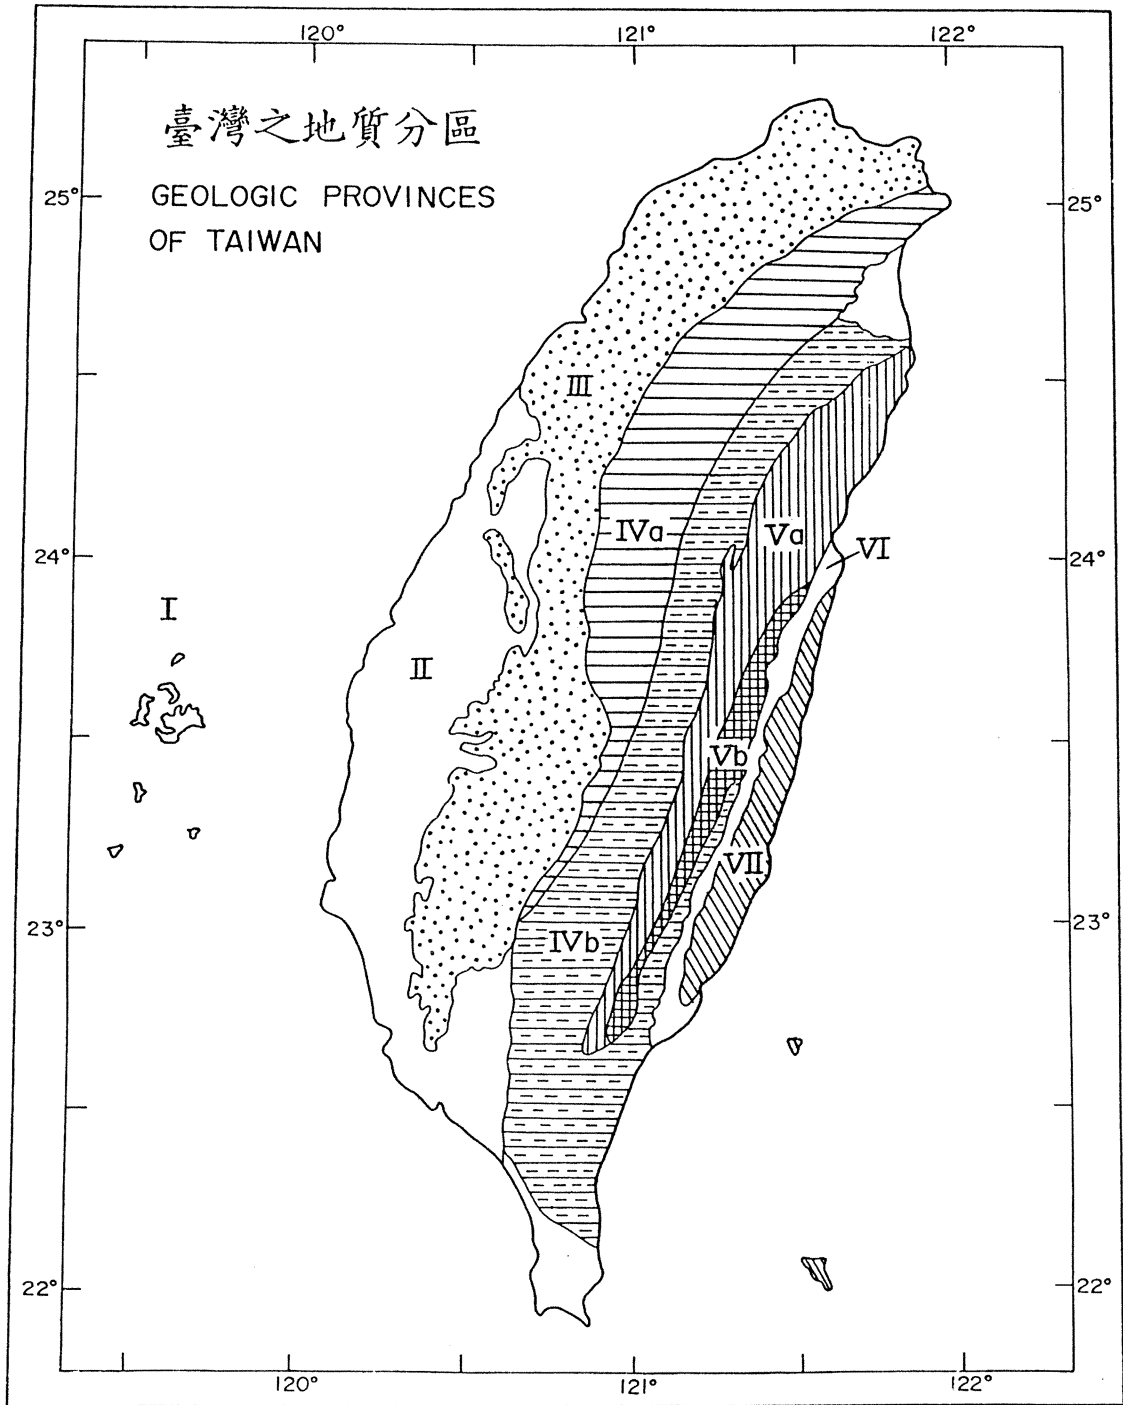 120° 121° 122°
臺灣之地質分區
GEOLOGIC PROVINCES
OF TAIWAN
25° 25°
III
IVa Va VI
24° 24°
I
II
Vb
VII
23° 23°
IVb
22° 22°
120° 121° 122°